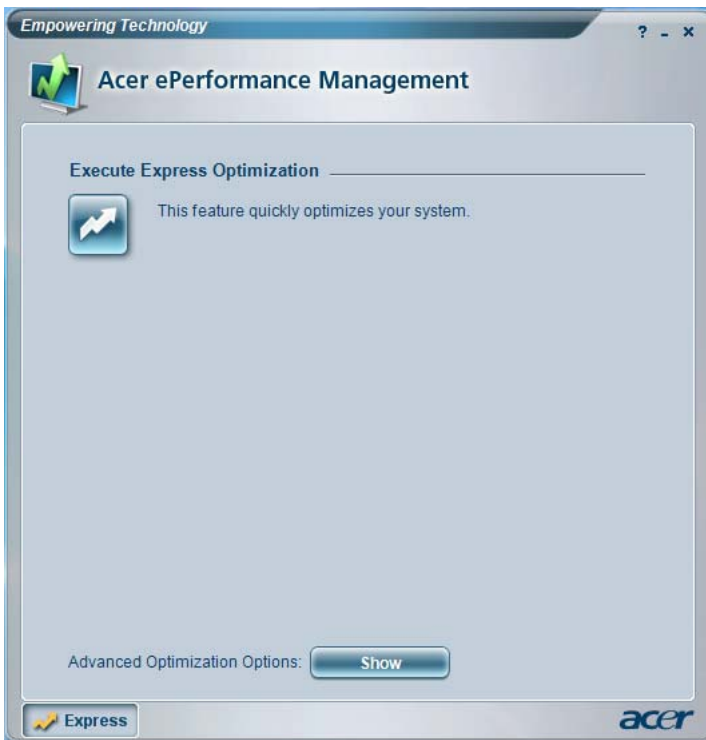 Empowering Technology
? - x
Acer ePerformance Management
Execute Express Optimization
This feature quickly optimizes your system.
Advanced Optimization Options: Show
Express
acer